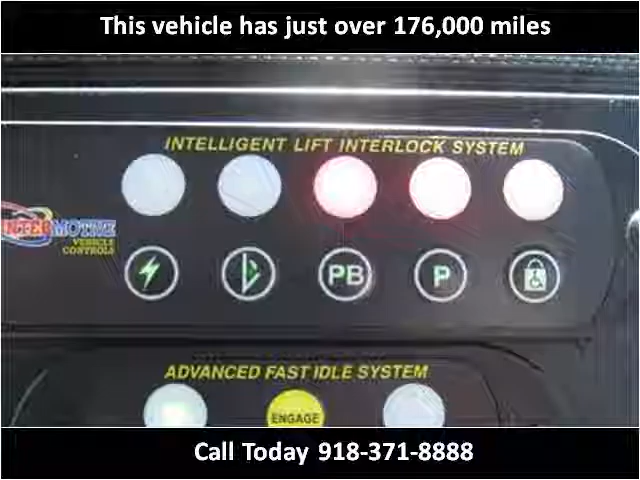 This vehicle has just over 176,000 miles
INTELLIGENT LIFT INTERLOCK SYSTEM
INTERMOTIVE
VEHICLE
CONTROLS
PB P
ADVANCED FAST IDLE SYSTEM
ENGAGE
Call Today 918-371-8888